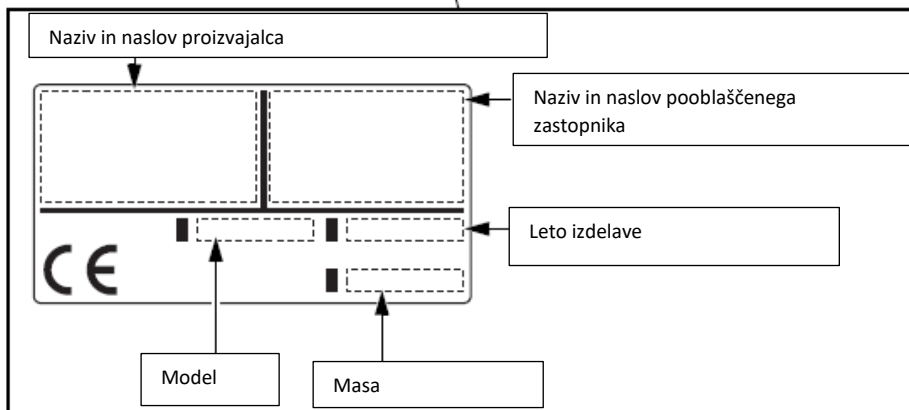 Naziv in naslov proizvajalca
Naziv in naslov pooblaščenega
zastopnika
Leto izdelave
CE
Model
Masa